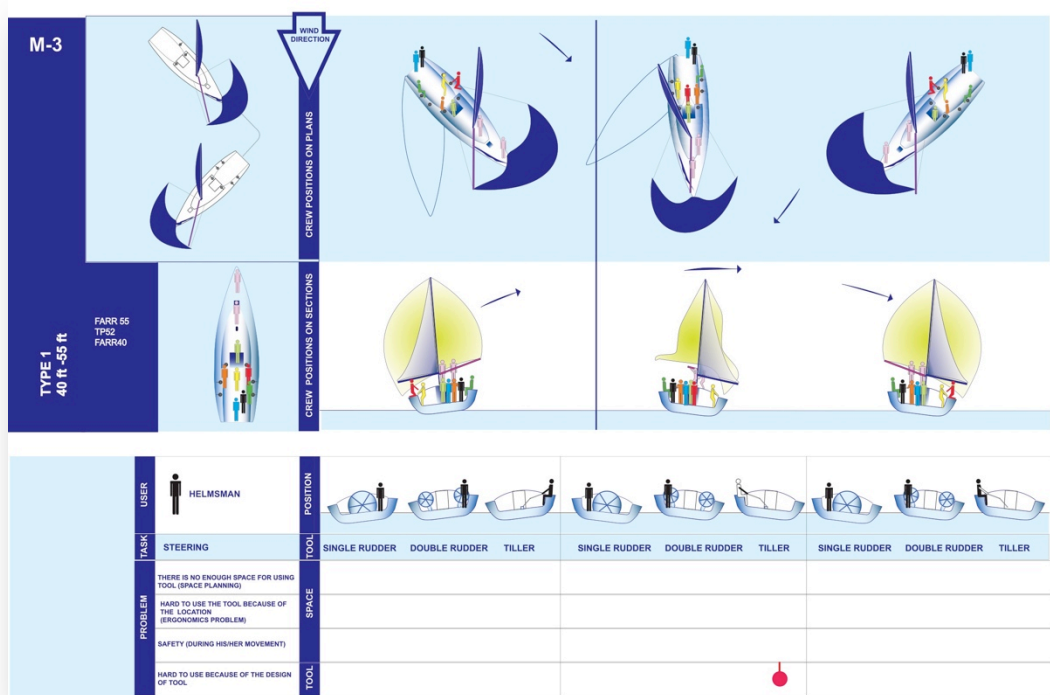 M-3
WIND
DIRECTION
CREW POSITIONS ON PLANS
TYPE 1
40 ft -55 ft
FARR 55
TP52
FARR40
CREW POSITIONS ON SECTIONS
USER
HELMSMAN
POSITION
TASK
STEERING
TOOL
SINGLE RUDDER DOUBLE RUDDER TILLER
SINGLE RUDDER DOUBLE RUDDER TILLER
SINGLE RUDDER DOUBLE RUDDER TILLER
PROBLEM
THERE IS NO ENOUGH SPACE FOR USING
TOOL (SPACE PLANNING)
HARD TO USE THE TOOL BECAUSE OF
THE LOCATION
(ERGONOMICS PROBLEM)
SAFETY (DURING HIS/HER MOVEMENT)
SPACE
HARD TO USE BECAUSE OF THE DESIGN
OF TOOL
TOOL